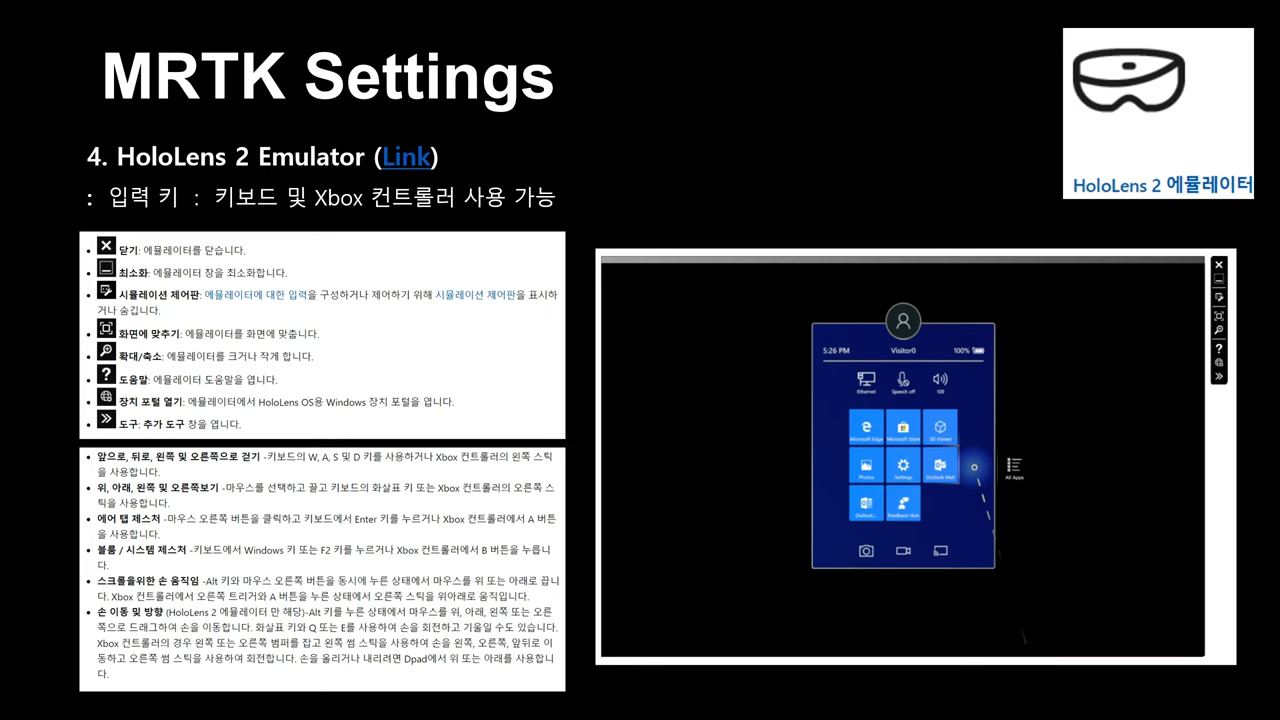 MRTK Settings
4. HoloLens 2 Emulator (Link)
: 입력 키 : 키보드 및 Xbox 컨트롤러 사용 가능
HoloLens 2 에뮬레이터
• 닫기: 에뮬레이터를 닫습니다.
• 최소화: 에뮬레이터 창을 최소화합니다.
• 시뮬레이션 제어판: 에뮬레이터에 대한 입력을 구성하거나 제어하기 위해 시뮬레이션 제어판을 표시하
거나 숨깁니다.
• 화면에 맞추기: 에뮬레이터를 화면에 맞춥니다.
• 확대/축소: 에뮬레이터를 크거나 작게 합니다.
• 도움말: 에뮬레이터 도움말을 엽니다.
• 장치 포털 열기: 에뮬레이터에서 HoloLens OS용 Windows 장치 포털을 엽니다.
• 도구: 추가 도구 창을 엽니다.
• 앞으로, 뒤로, 왼쪽 및 오른쪽으로 걷기 -키보드의 W, A, S 및 D 키를 사용하거나 Xbox 컨트롤러의 왼쪽 스틱
을 사용합니다.
• 위, 아래, 왼쪽 및 오른쪽보기 -마우스를 선택하고 끌고 키보드의 화살표 키 또는 Xbox 컨트롤러의 오른쪽 스
틱을 사용합니다.
• 에어 탭 제스처 -마우스 오른쪽 버튼을 클릭하고 키보드에서 Enter 키를 누르거나 Xbox 컨트롤러에서 A 버튼
을 사용합니다.
• 블룸 / 시스템 제스처 -키보드에서 Windows 키 또는 F2 키를 누르거나 Xbox 컨트롤러에서 B 버튼을 누릅니
다.
• 스크롤을위한 손 움직임 -Alt 키와 마우스 오른쪽 버튼을 동시에 누른 상태에서 마우스를 위 또는 아래로 끕니
다. Xbox 컨트롤러에서 오른쪽 트리거와 A 버튼을 누른 상태에서 오른쪽 스틱을 위아래로 움직입니다.
• 손 이동 및 방향 (HoloLens 2 에뮬레이터 만 해당)-Alt 키를 누른 상태에서 마우스를 위, 아래, 왼쪽 또는 오른
쪽으로 드래그하여 손을 이동합니다. 화살표 키와 Q 또는 E를 사용하여 손을 회전하고 기울일 수도 있습니다.
Xbox 컨트롤러의 경우 왼쪽 또는 오른쪽 범퍼를 잡고 왼쪽 썸 스틱을 사용하여 손을 왼쪽, 오른쪽, 앞뒤로 이
동하고 오른쪽 썸 스틱을 사용하여 회전합니다. 손을 올리거나 내리려면 Dpad에서 위 또는 아래를 사용합니
다.
5:26 PM Visitor0 100%
Ethernet Speech off 100
Microsoft Edge Microsoft Store 3D Viewer
Photos Settings Outlook Mail
All Apps
Outlook... Feedback Hub